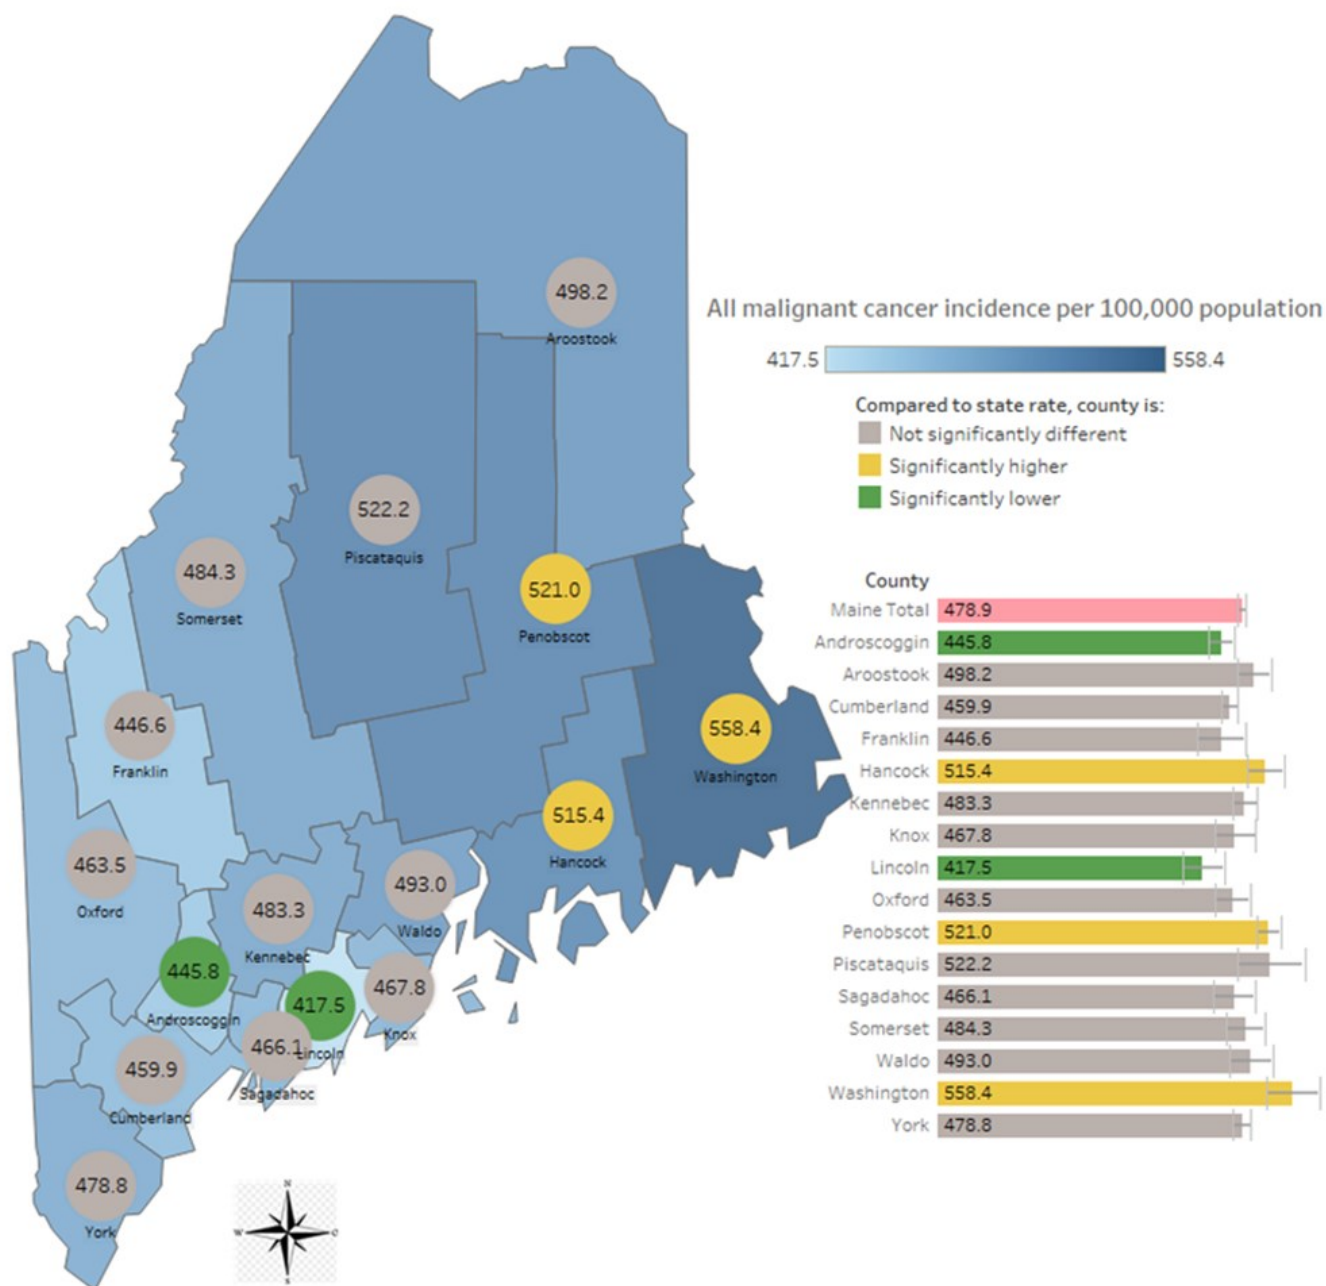 498.2
Aroostook
All malignant cancer incidence per 100,000 population
417.5 558.4
Compared to state rate, county is:
Not significantly different
Significantly higher
Significantly lower
522.2
Piscataquis
484.3
Somerset
521.0
Penobscot
446.6
Franklin
558.4
Washington
515.4
Hancock
463.5
Oxford
493.0
Waldo
483.3
Kennebec
445.8
Androscoggin
417.5
Lincoln
467.8
Knox
466.1
Sagadahoc
459.9
Cumberland
478.8
York
County
Maine Total 478.9
Androscoggin 445.8
Aroostook 498.2
Cumberland 459.9
Franklin 446.6
Hancock 515.4
Kennebec 483.3
Knox 467.8
Lincoln 417.5
Oxford 463.5
Penobscot 521.0
Piscataquis 522.2
Sagadahoc 466.1
Somerset 484.3
Waldo 493.0
Washington 558.4
York 478.8
N
W O
S